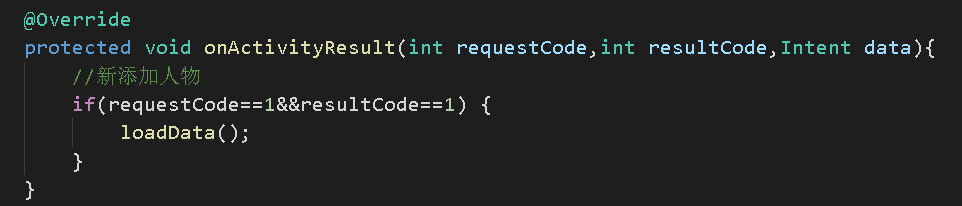 @Override
protected void onActivityResult(int requestCode,int resultCode,Intent data){
    //新添加人物
    if(requestCode==1&&resultCode==1) {
        loadData();
    }
}